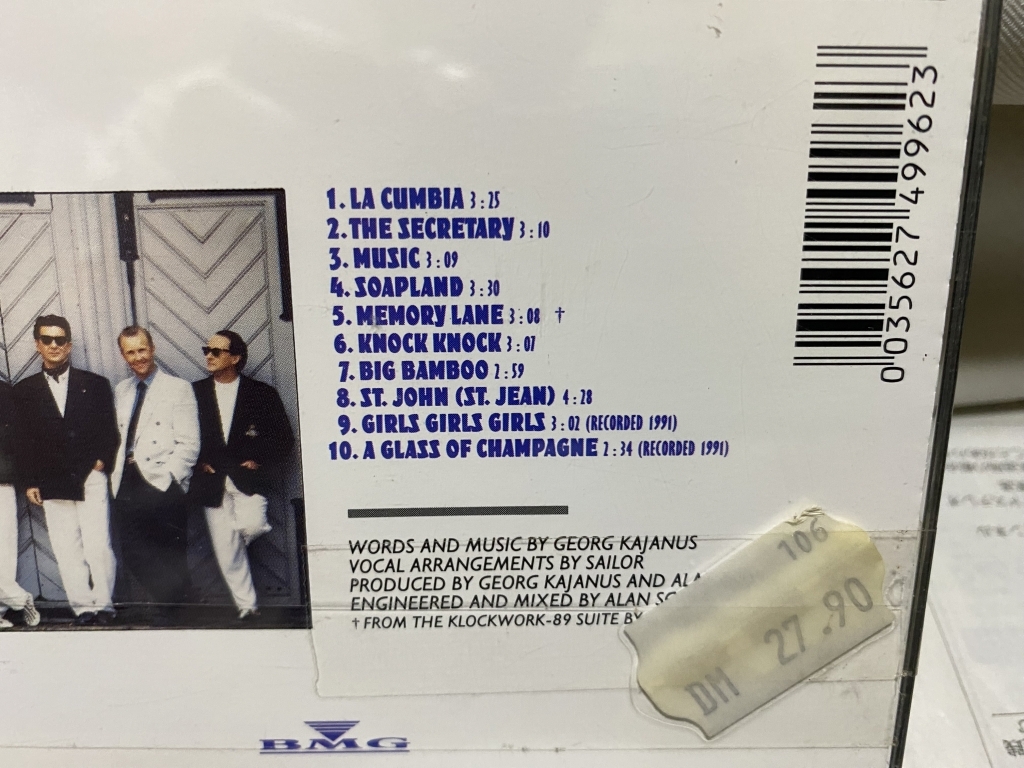 1. LA CUMBIA 3:25
2. THE SECRETARY 3:10
3. MUSIC 3:09
4. SOAPLAND 3:30
5. MEMORY LANE 3:08 †
6. KNOCK KNOCK 3:07
7. BIG BAMBOO 2:59
8. ST. JOHN (ST. JEAN) 4:28
9. GIRLS GIRLS GIRLS 3:02 (RECORDED 1991)
10. A GLASS OF CHAMPAGNE 2:34 (RECORDED 1991)
WORDS AND MUSIC BY GEORG KAJANUS
VOCAL ARRANGEMENTS BY SAILOR
PRODUCED BY GEORG KAJANUS AND
ENGINEERED AND MIXED BY ALAN
† FROM THE KLOCKWORK-89 SUITE BY
106
DM 27.90
BMG
0 035627 499623